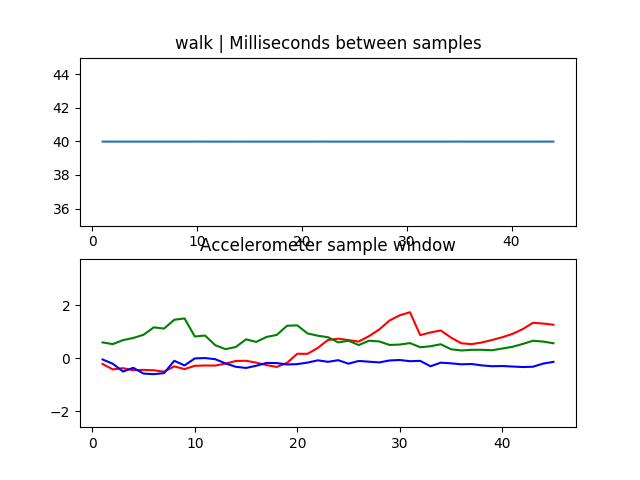 walk | Milliseconds between samples
44
42
40
38
36
0 10 20 30 40
Accelerometer sample window
2
0
−2
0 10 20 30 40